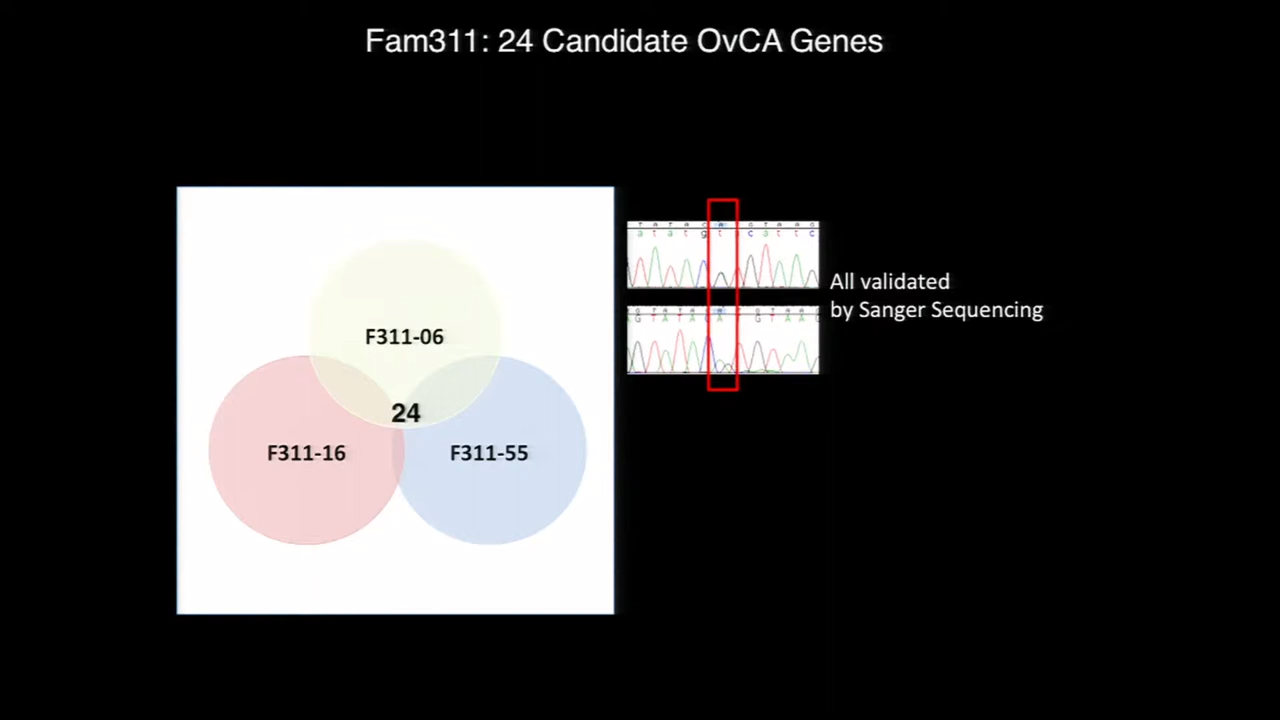 Fam311: 24 Candidate OvCA Genes
F311-06
24
F311-16
F311-55
All validated
by Sanger Sequencing